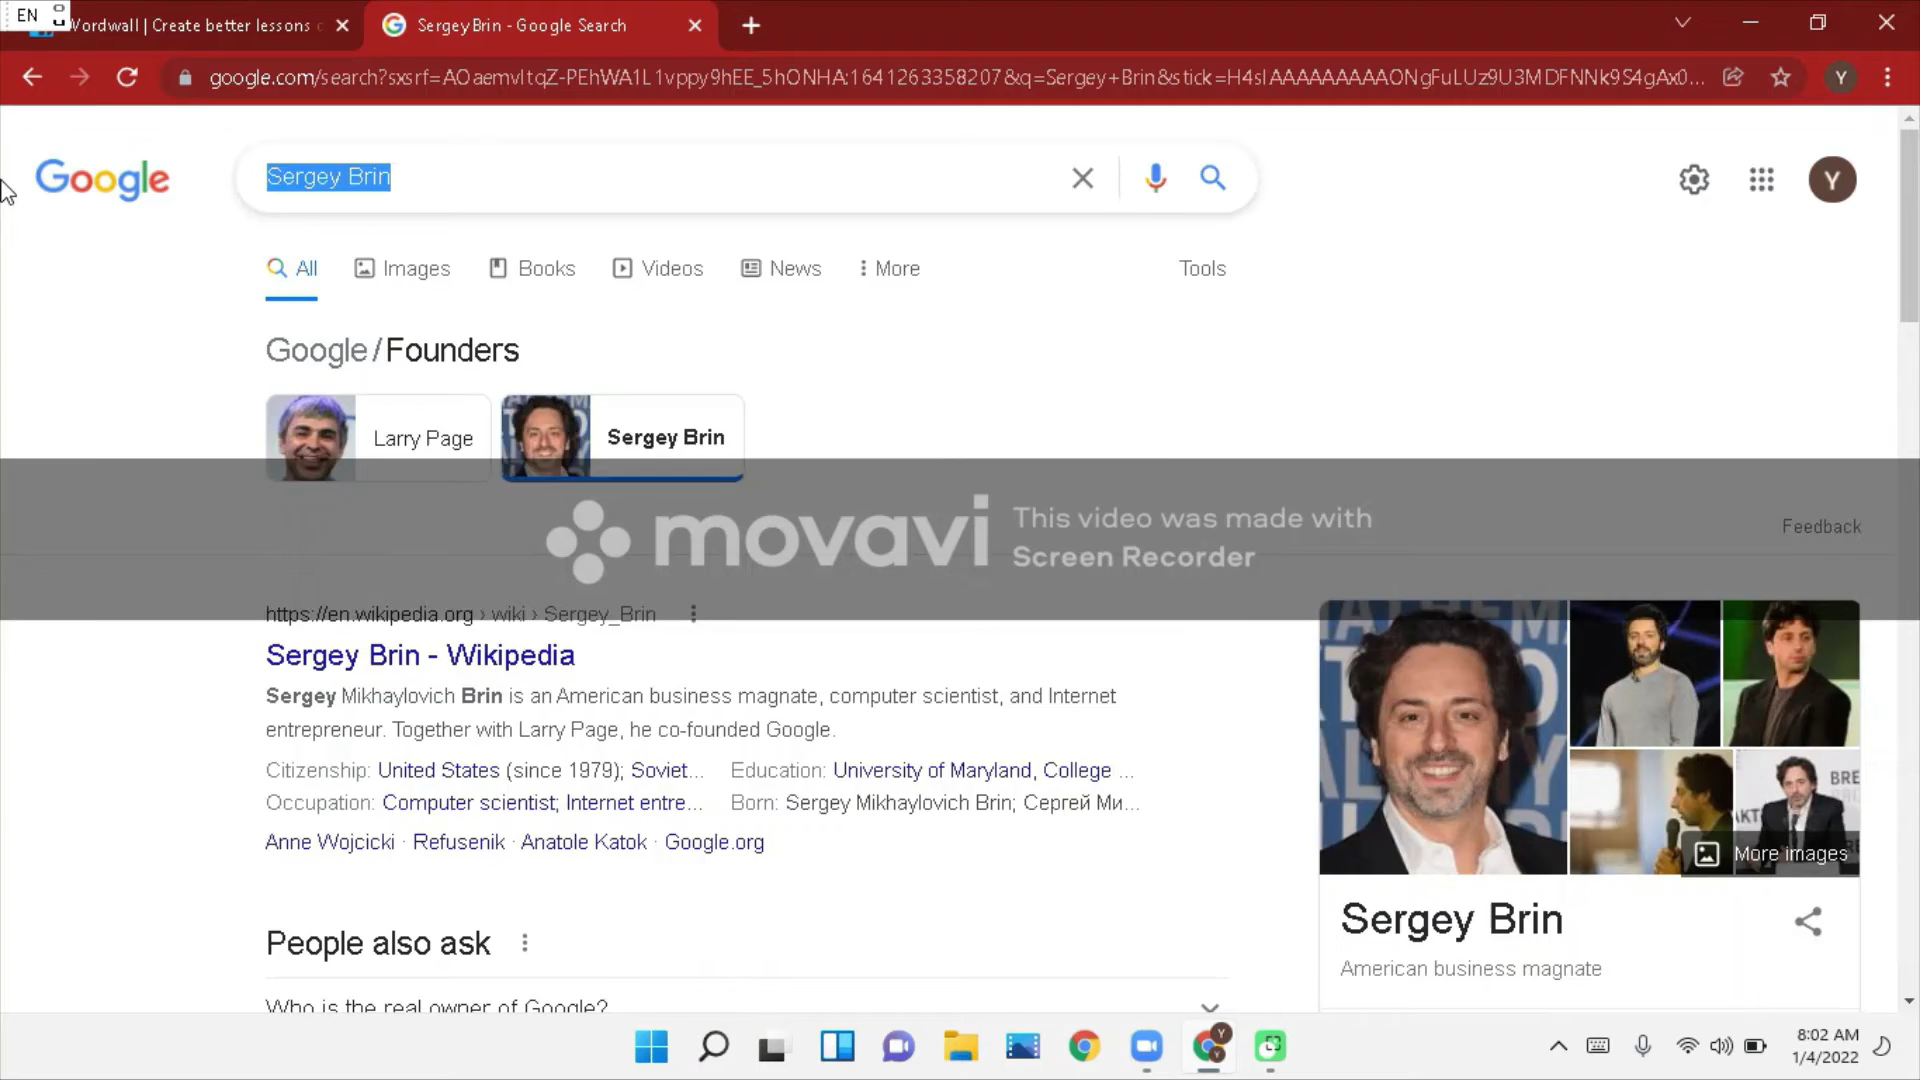 EN
Wordwall | Create better lessons
Sergey Brin - Google Search
google.com/search?sxsrf=AOaemvItqZ-PEhWA1L1vppy9hEE_5hONHA:1641263358207&q=Sergey+Brin&stick=H4sIAAAAAAAAAONgFuLUz9U3MDFNNk9S4gAx0...
Y
Google
Sergey Brin
Y
All
Images
Books
Videos
News
More
Tools
Google/Founders
Larry Page
Sergey Brin
movavi
This video was made with
Screen Recorder
Feedback
https://en.wikipedia.org › wiki › Sergey_Brin
Sergey Brin - Wikipedia
Sergey Mikhaylovich Brin is an American business magnate, computer scientist, and Internet
entrepreneur. Together with Larry Page, he co-founded Google.
Citizenship: United States (since 1979); Soviet...
Education: University of Maryland, College ...
Occupation: Computer scientist; Internet entre...
Born: Sergey Mikhaylovich Brin; Сергей Ми...
Anne Wojcicki · Refusenik · Anatole Katok · Google.org
People also ask
Who is the real owner of Google?
More images
Sergey Brin
American business magnate
8:02 AM
1/4/2022